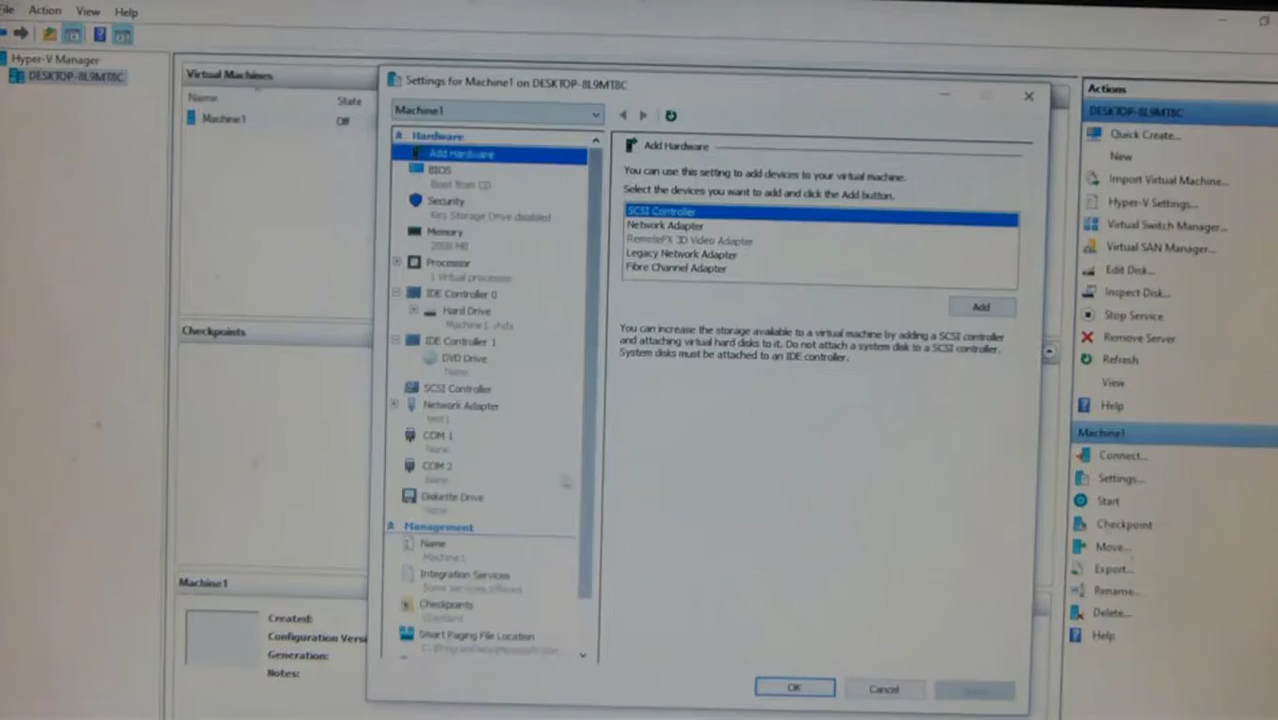 File Action View Help
Hyper-V Manager
DESKTOP-8L9MT8C
Virtual Machines
Name State
Machine1 Off
Checkpoints
Machine1
Created:
Configuration Versi
Generation:
Notes:
Settings for Machine1 on DESKTOP-8L9MT8C
Machine1
Hardware
Add Hardware
BIOS
Boot from CD
Security
Key Storage Drive disabled
Memory
Processor
1 Virtual processor
IDE Controller 0
Hard Drive
Machine1.vhdx
IDE Controller 1
DVD Drive
None
SCSI Controller
Network Adapter
test1
COM 1
None
COM 2
None
Diskette Drive
None
Management
Name
Machine1
Integration Services
Some services offered
Checkpoints
Standard
Smart Paging File Location
Add Hardware
You can use this setting to add devices to your virtual machine.
Select the devices you want to add and click the Add button.
SCSI Controller
Network Adapter
RemoteFX 3D Video Adapter
Legacy Network Adapter
Fibre Channel Adapter
Add
You can increase the storage available to a virtual machine by adding a SCSI controller
and attaching virtual hard disks to it. Do not attach a system disk to a SCSI controller.
System disks must be attached to an IDE controller.
OK Cancel
Actions
DESKTOP-8L9MT8C
Quick Create...
New
Import Virtual Machine...
Hyper-V Settings...
Virtual Switch Manager...
Virtual SAN Manager...
Edit Disk...
Inspect Disk...
Stop Service
Remove Server
Refresh
View
Help
Machine1
Connect...
Settings...
Start
Checkpoint
Move...
Export...
Rename...
Delete...
Help